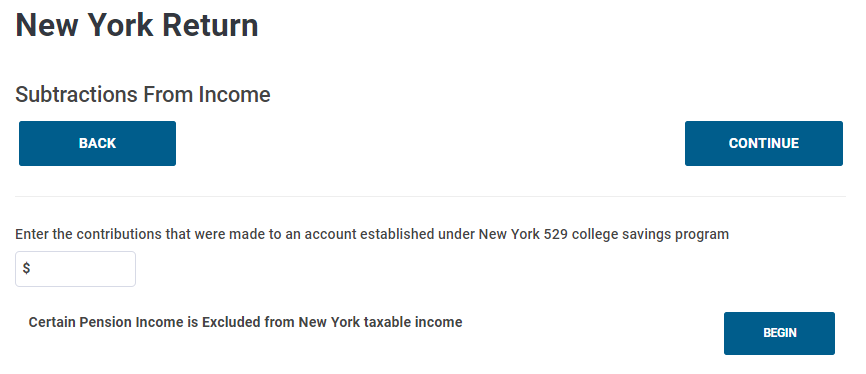 New York Return
Subtractions From Income
BACK
CONTINUE
Enter the contributions that were made to an account established under New York 529 college savings program
$
Certain Pension Income is Excluded from New York taxable income
BEGIN